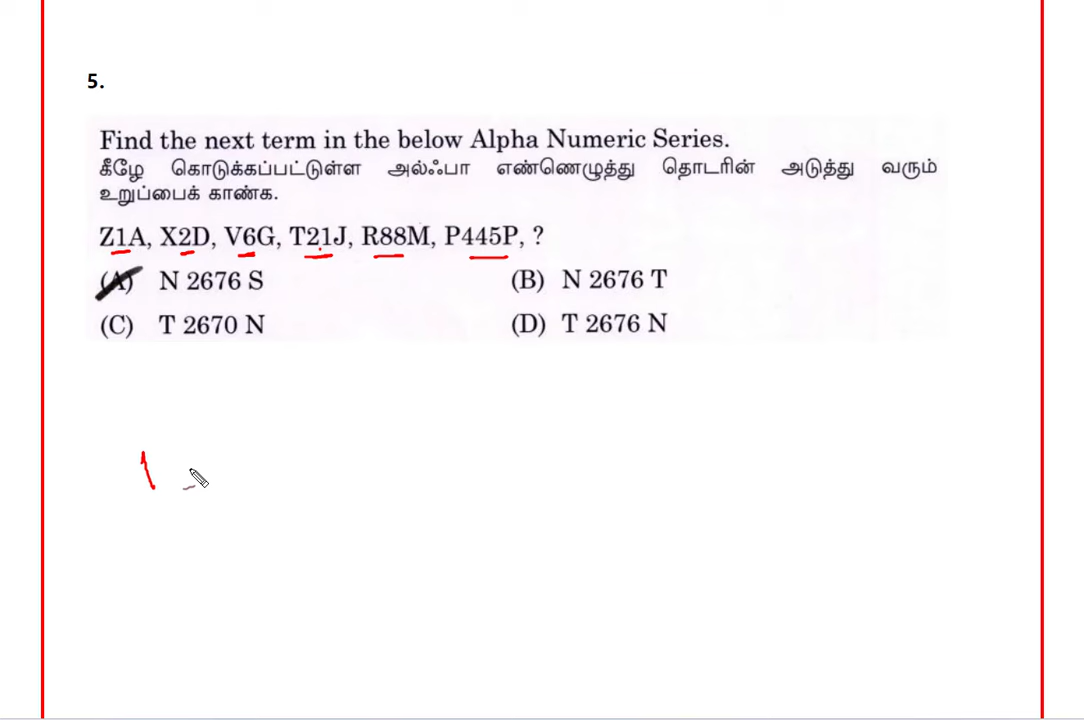 5.
Find the next term in the below Alpha Numeric Series.
கீழே கொடுக்கப்பட்டுள்ள அல்ஃபா எண்ணெழுத்து தொடரின் அடுத்து வரும்
உறுப்பைக் காண்க.
Z1A, X2D, V6G, T21J, R88M, P445P, ?
(A) N 2676 S (B) N 2676 T
(C) T 2670 N (D) T 2676 N
1